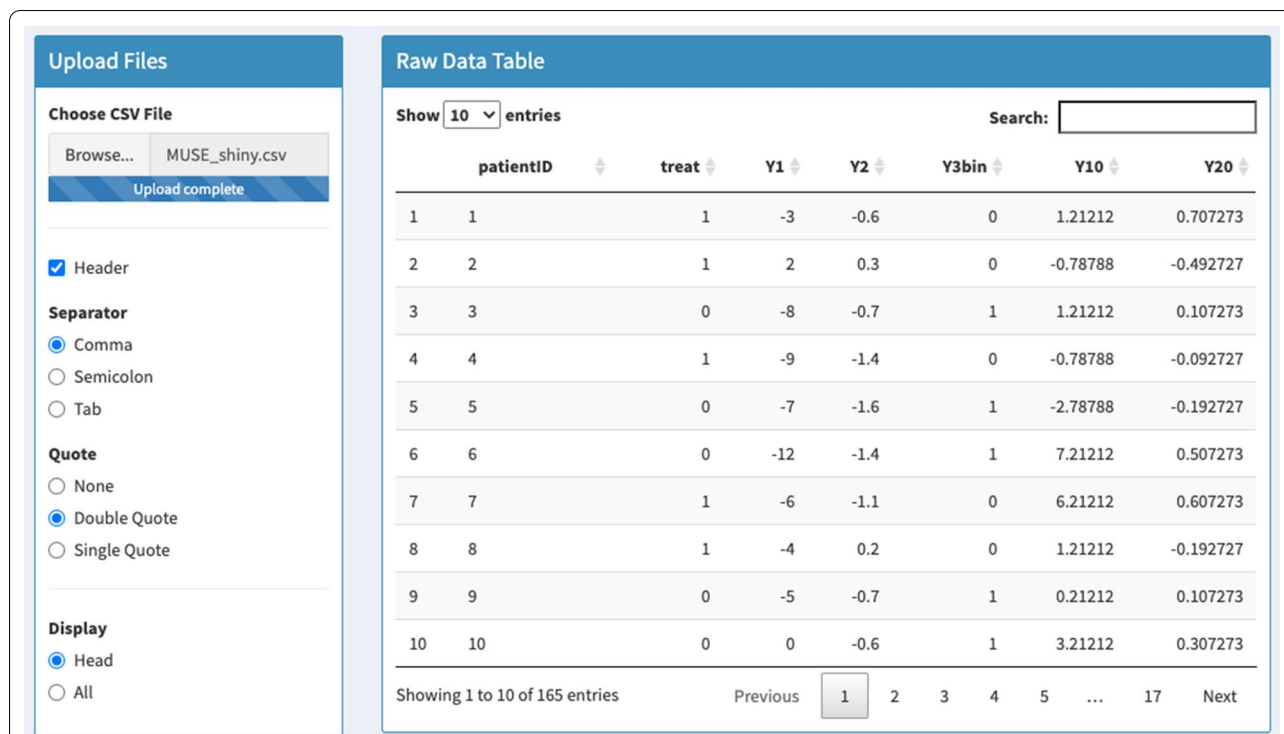 Upload Files
Choose CSV File
Browse... MUSE_shiny.csv
Upload complete
Header
Separator
Comma
Semicolon
Tab
Quote
None
Double Quote
Single Quote
Display
Head
All
Raw Data Table
Show 10 entries Search:
patientID treat Y1 Y2 Y3bin Y10 Y20
1 1 1 -3 -0.6 0 1.21212 0.707273
2 2 1 2 0.3 0 -0.78788 -0.492727
3 3 0 -8 -0.7 1 1.21212 0.107273
4 4 1 -9 -1.4 0 -0.78788 -0.092727
5 5 0 -7 -1.6 1 -2.78788 -0.192727
6 6 0 -12 -1.4 1 7.21212 0.507273
7 7 1 -6 -1.1 0 6.21212 0.607273
8 8 1 -4 0.2 0 1.21212 -0.192727
9 9 0 -5 -0.7 1 0.21212 0.107273
10 10 0 0 -0.6 1 3.21212 0.307273
Showing 1 to 10 of 165 entries Previous 1 2 3 4 5 ... 17 Next